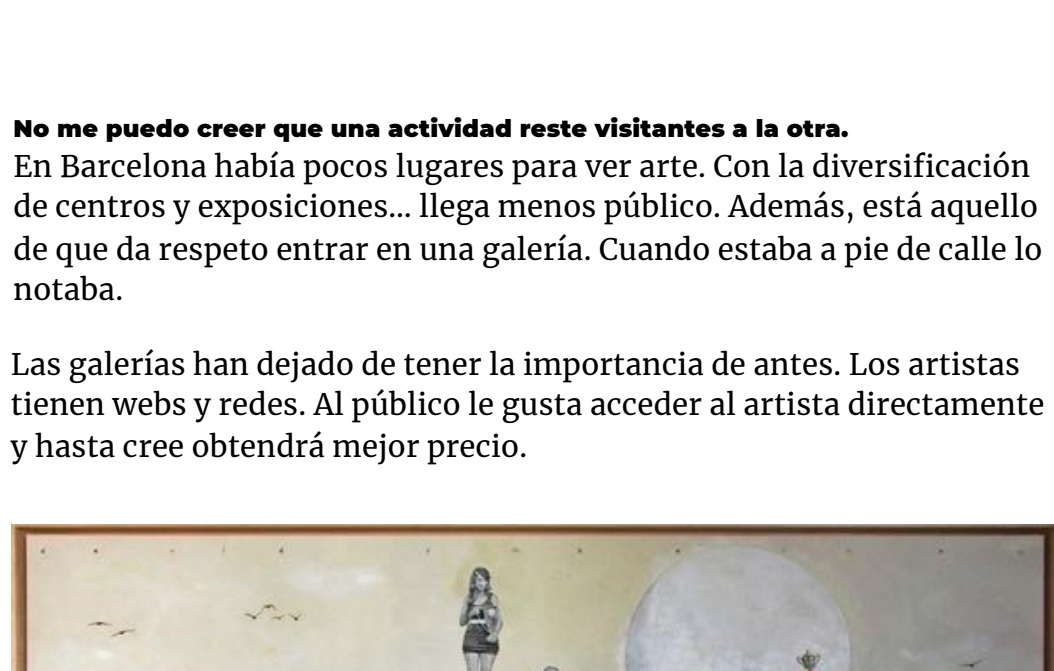 No me puedo creer que una actividad reste visitantes a la otra.
En Barcelona había pocos lugares para ver arte. Con la diversificación
de centros y exposiciones... llega menos público. Además, está aquello
de que da respeto entrar en una galería. Cuando estaba a pie de calle lo
notaba.
Las galerías han dejado de tener la importancia de antes. Los artistas
tienen webs y redes. Al público le gusta acceder al artista directamente
y hasta cree obtendrá mejor precio.